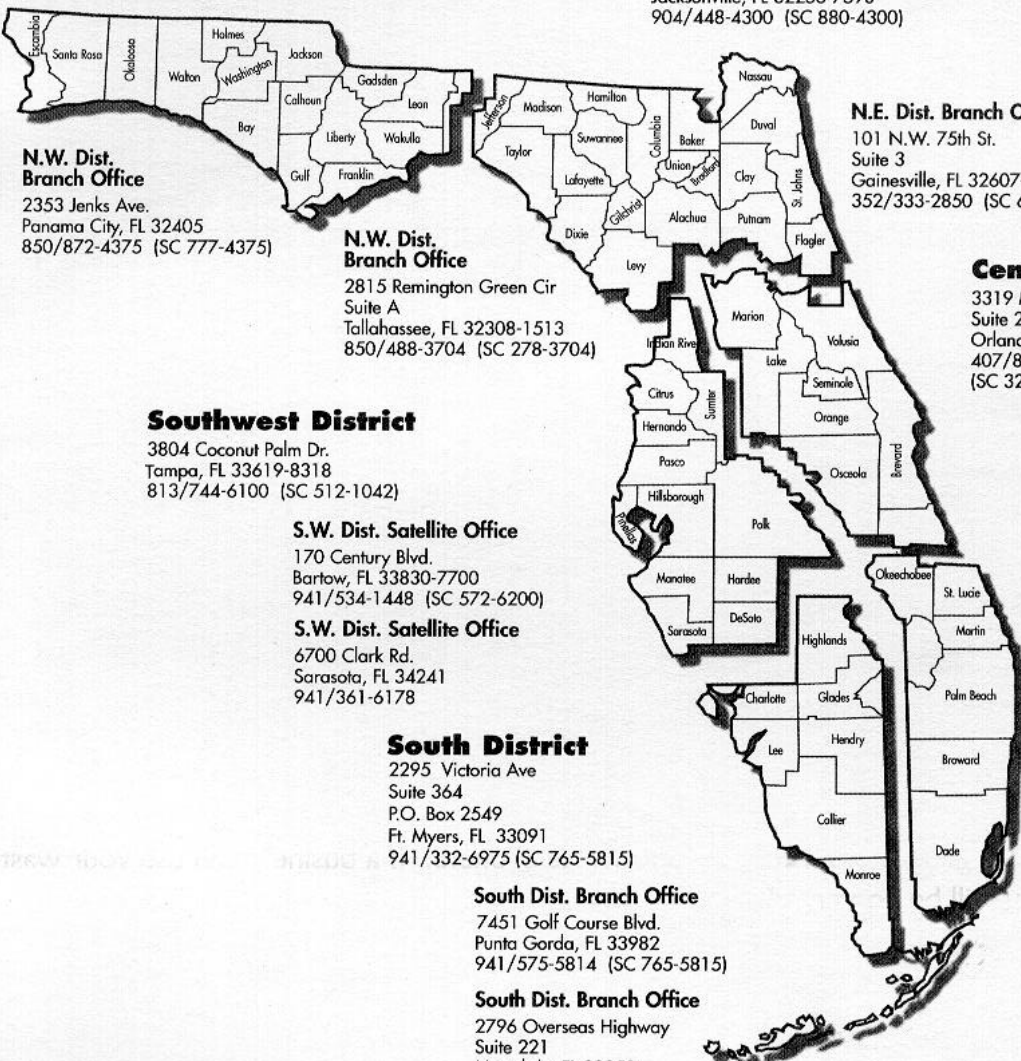 904/448-4300 (SC 880-4300)
Escambia
Santa Rosa
Okaloosa
Walton
Holmes
Washington
Jackson
Bay
Calhoun
Gulf
Liberty
Gadsden
Franklin
Leon
Wakulla
Jefferson
Madison
Taylor
Hamilton
Suwannee
Lafayette
Dixie
Columbia
Gilchrist
Levy
Baker
Union
Bradford
Alachua
Nassau
Duval
Clay
Putnam
St. Johns
Flagler
N.W. Dist.
Branch Office
2353 Jenks Ave.
Panama City, FL 32405
850/872-4375 (SC 777-4375)
N.W. Dist.
Branch Office
2815 Remington Green Cir
Suite A
Tallahassee, FL 32308-1513
850/488-3704 (SC 278-3704)
N.E. Dist. Branch
101 N.W. 75th St.
Suite 3
Gainesville, FL 32607
352/333-2850 (SC
3319
Suite 2
407/8
(SC 32
Marion
Lake
Volusia
Seminole
Orange
Osceola
Brevard
Indian River
Citrus
Sumter
Hernando
Pasco
Hillsborough
Pinellas
Polk
Manatee
Hardee
Sarasota
DeSoto
Southwest District
3804 Coconut Palm Dr.
Tampa, FL 33619-8318
813/744-6100 (SC 512-1042)
S.W. Dist. Satellite Office
170 Century Blvd.
Bartow, FL 33830-7700
941/534-1448 (SC 572-6200)
S.W. Dist. Satellite Office
6700 Clark Rd.
Sarasota, FL 34241
941/361-6178
Okeechobee
St. Lucie
Martin
Palm Beach
Broward
Dade
Highlands
Charlotte
Glades
Lee
Hendry
Collier
Monroe
South District
2295 Victoria Ave
Suite 364
P.O. Box 2549
Ft. Myers, FL 33091
941/332-6975 (SC 765-5815)
South Dist. Branch Office
7451 Golf Course Blvd.
Punta Gorda, FL 33982
941/575-5814 (SC 765-5815)
South Dist. Branch Office
2796 Overseas Highway
Suite 221